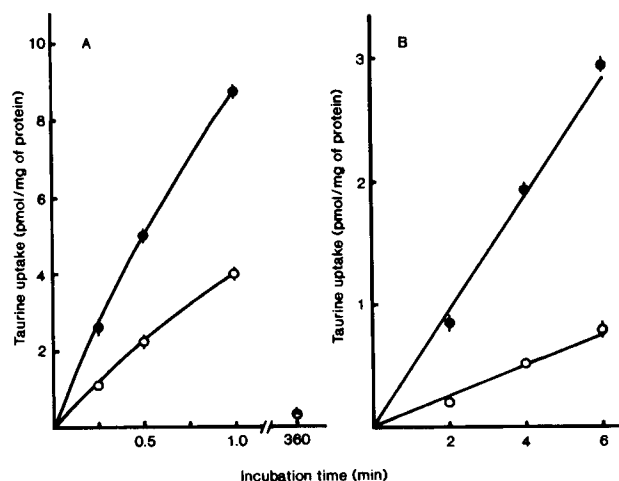 A
Taurine uptake (pmol/mg of protein)
10
8
6
4
2
0.5
1.0
360
B
Taurine uptake (pmol/mg of protein)
3
2
1
2
4
6
Incubation time (min)